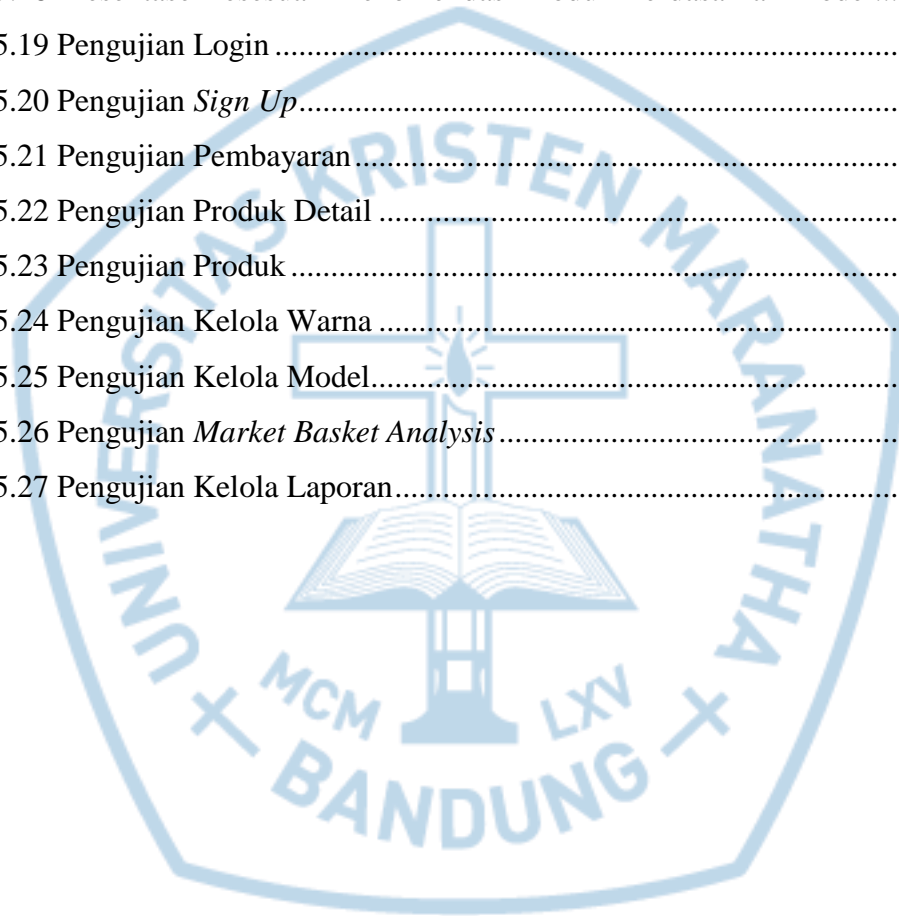 5.19 Pengujian Login ........................................................................
5.20 Pengujian Sign Up.....................................................................
5.21 Pengujian Pembayaran ..............................................................
5.22 Pengujian Produk Detail ...........................................................
5.23 Pengujian Produk ......................................................................
5.24 Pengujian Kelola Warna ...........................................................
5.25 Pengujian Kelola Model............................................................
5.26 Pengujian Market Basket Analysis ............................................
5.27 Pengujian Kelola Laporan.........................................................
UNIVERSITAS KRISTEN MARANATHA
MCM LXV
BANDUNG